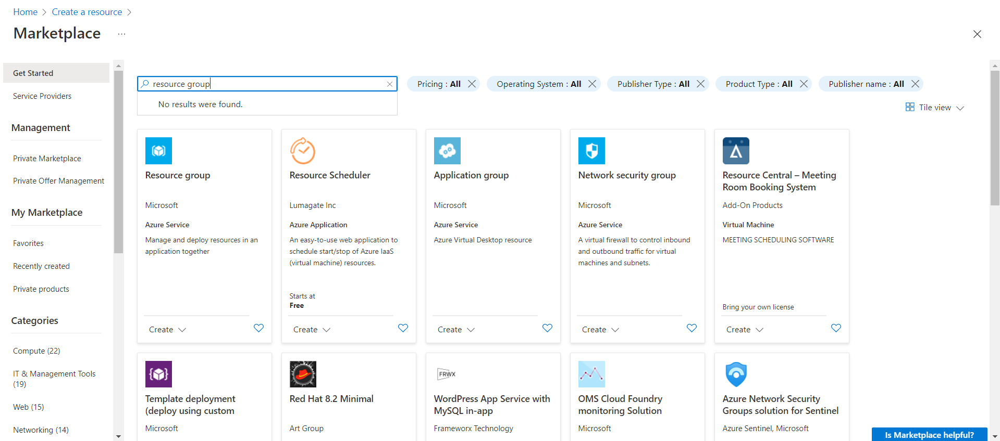 Home > Create a resource >
Marketplace ...
Get Started
Service Providers
Management
Private Marketplace
Private Offer Management
My Marketplace
Favorites
Recently created
Private products
Categories
Compute (22)
IT & Management Tools
(19)
Web (15)
Networking (14)
resource group
No results were found.
Pricing : All
Operating System : All
Publisher Type : All
Product Type : All
Publisher name : All
Tile view
Resource group
Microsoft
Azure Service
Manage and deploy resources in an
application together
Create
Resource Scheduler
Lumagate Inc
Azure Application
An easy-to-use web application to
schedule start/stop of Azure IaaS
(virtual machine) resources.
Starts at
Free
Create
Application group
Microsoft
Azure Service
Azure Virtual Desktop resource
Create
Network security group
Microsoft
Azure Service
A virtual firewall to control inbound
and outbound traffic for virtual
machines and subnets.
Create
Resource Central – Meeting
Room Booking System
Add-On Products
Virtual Machine
MEETING SCHEDULING SOFTWARE
Bring your own license
Create
Template deployment
(deploy using custom
Microsoft
Red Hat 8.2 Minimal
Art Group
FRWX
WordPress App Service with
MySQL in-app
Frameworx Technology
OMS Cloud Foundry
monitoring Solution
Microsoft
Azure Network Security
Groups solution for Sentinel
Azure Sentinel, Microsoft
Is Marketplace helpful?